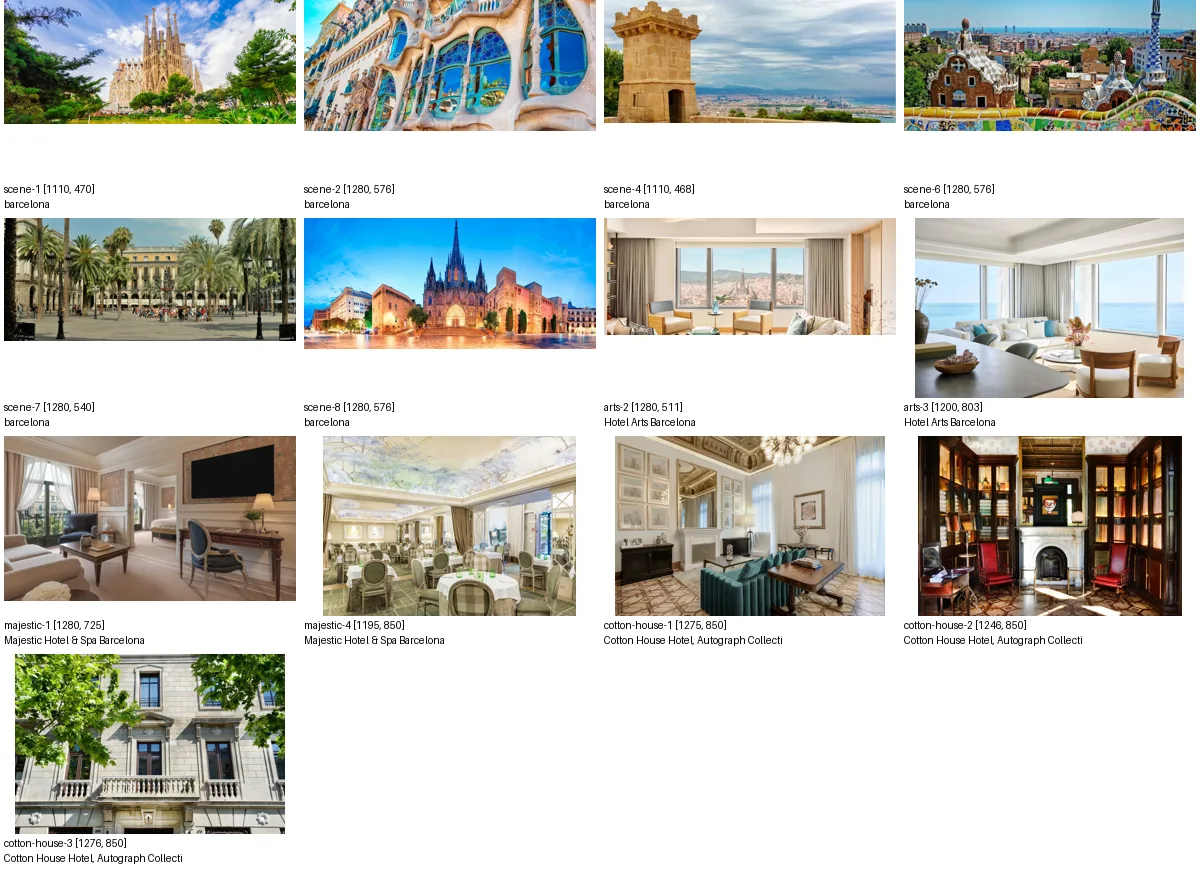 scene-1 [1110, 470]
barcelona
scene-2 [1280, 576]
barcelona
scene-4 [1110, 468]
barcelona
scene-6 [1280, 576]
barcelona
scene-7 [1280, 540]
barcelona
scene-8 [1280, 576]
barcelona
arts-2 [1280, 511]
Hotel Arts Barcelona
arts-3 [1200, 803]
Hotel Arts Barcelona
majestic-1 [1280, 725]
Majestic Hotel & Spa Barcelona
majestic-4 [1195, 850]
Majestic Hotel & Spa Barcelona
cotton-house-1 [1275, 850]
Cotton House Hotel, Autograph Collecti
cotton-house-2 [1246, 850]
Cotton House Hotel, Autograph Collecti
cotton-house-3 [1276, 850]
Cotton House Hotel, Autograph Collecti